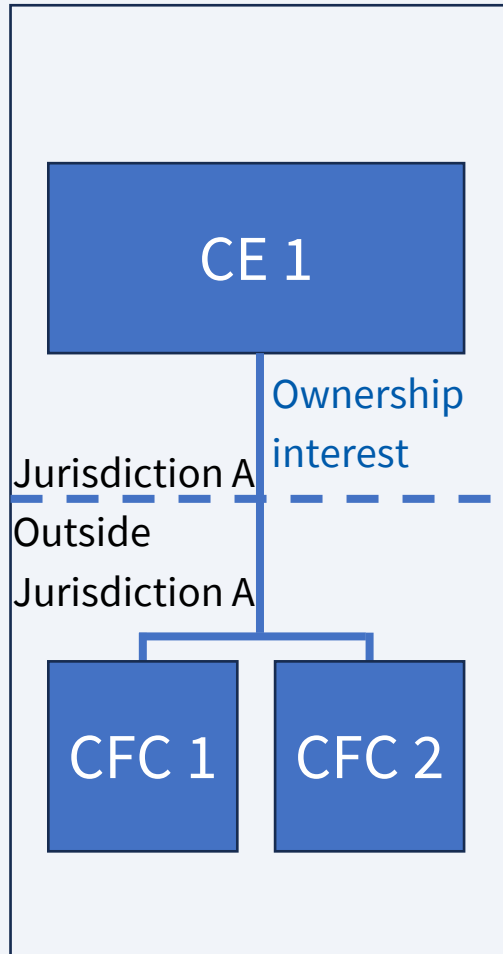 CE 1
Ownership
interest
Jurisdiction A
Outside
Jurisdiction A
CFC 1
CFC 2